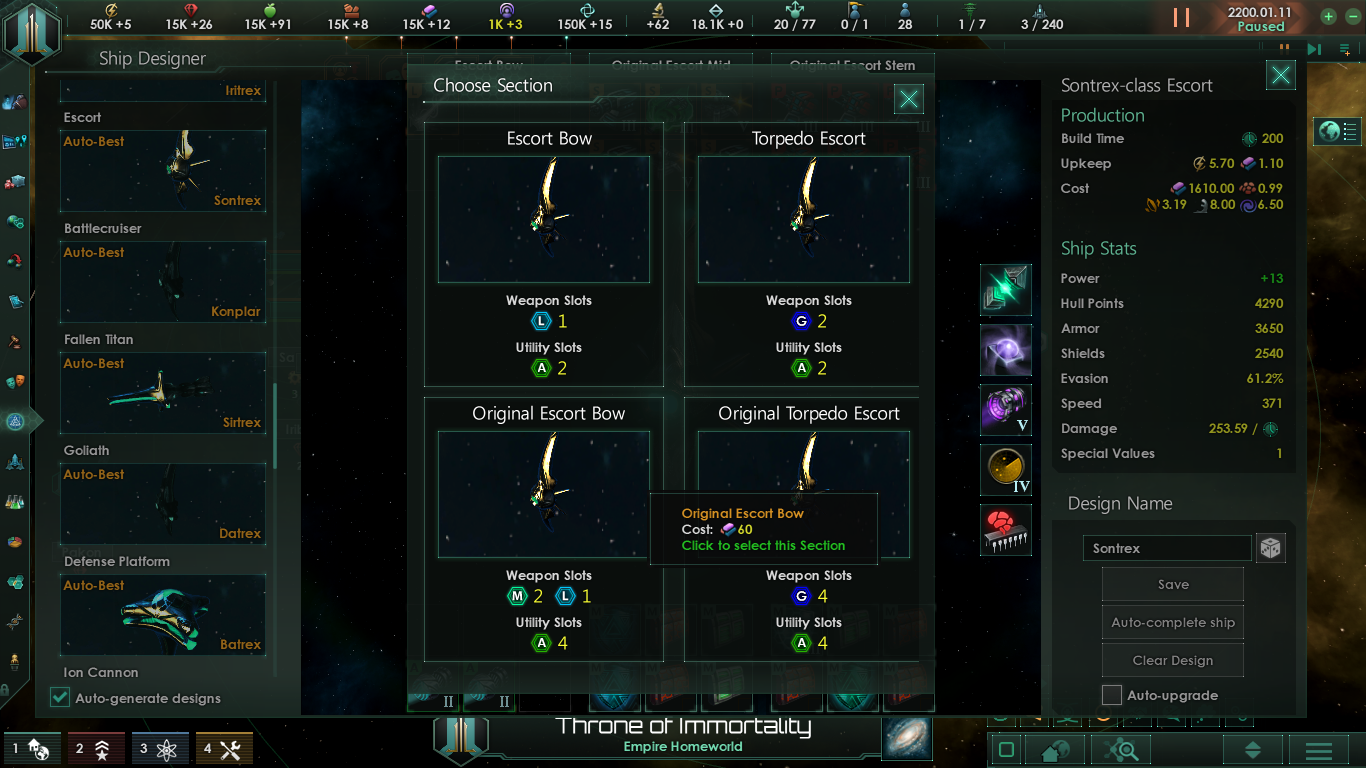 50K +5
15K +26
15K +91
15K +8
15K +12
1K +3
150K +15
+62
18.1K +0
20 / 77
0 / 1
28
1 / 7
3 / 240
2200.01.11
Paused
Ship Designer
Iritrex
Escort
Auto-Best
Sontrex
Battlecruiser
Auto-Best
Konplar
Fallen Titan
Auto-Best
Sirtrex
Goliath
Auto-Best
Datrex
Defense Platform
Auto-Best
Batrex
Ion Cannon
Auto-generate designs
Escort Bow
Original Escort Mid
Original Escort Stern
Choose Section
Escort Bow
Weapon Slots
L 1
Utility Slots
A 2
Torpedo Escort
Weapon Slots
G 2
Utility Slots
A 2
Original Escort Bow
Weapon Slots
M 2 L 1
Utility Slots
A 4
Original Torpedo Escort
Weapon Slots
G 4
Utility Slots
A 4
Original Escort Bow
Cost: 60
Click to select this Section
II
II
V
IV
Sontrex-class Escort
Production
Build Time 200
Upkeep 5.70 1.10
Cost 1610.00 0.99
3.19 8.00 6.50
Ship Stats
Power +13
Hull Points 4290
Armor 3650
Shields 2540
Evasion 61.2%
Speed 371
Damage 253.59 /
Special Values 1
Design Name
Sontrex
Save
Auto-complete ship
Clear Design
Auto-upgrade
1
2
3
4
Throne of Immortality
Empire Homeworld